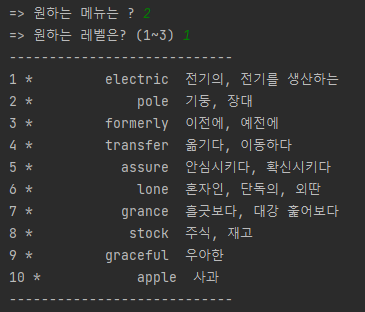 => 원하는 메뉴는 ? 2
=> 원하는 레벨은? (1~3) 1
----------------------------
1 * electric 전기의, 전기를 생산하는
2 * pole 기둥, 장대
3 * formerly 이전에, 예전에
4 * transfer 옮기다, 이동하다
5 * assure 안심시키다, 확신시키다
6 * lone 혼자인, 단독의, 외딴
7 * grance 흘긋보다, 대강 훑어보다
8 * stock 주식, 재고
9 * graceful 우아한
10 * apple 사과
----------------------------